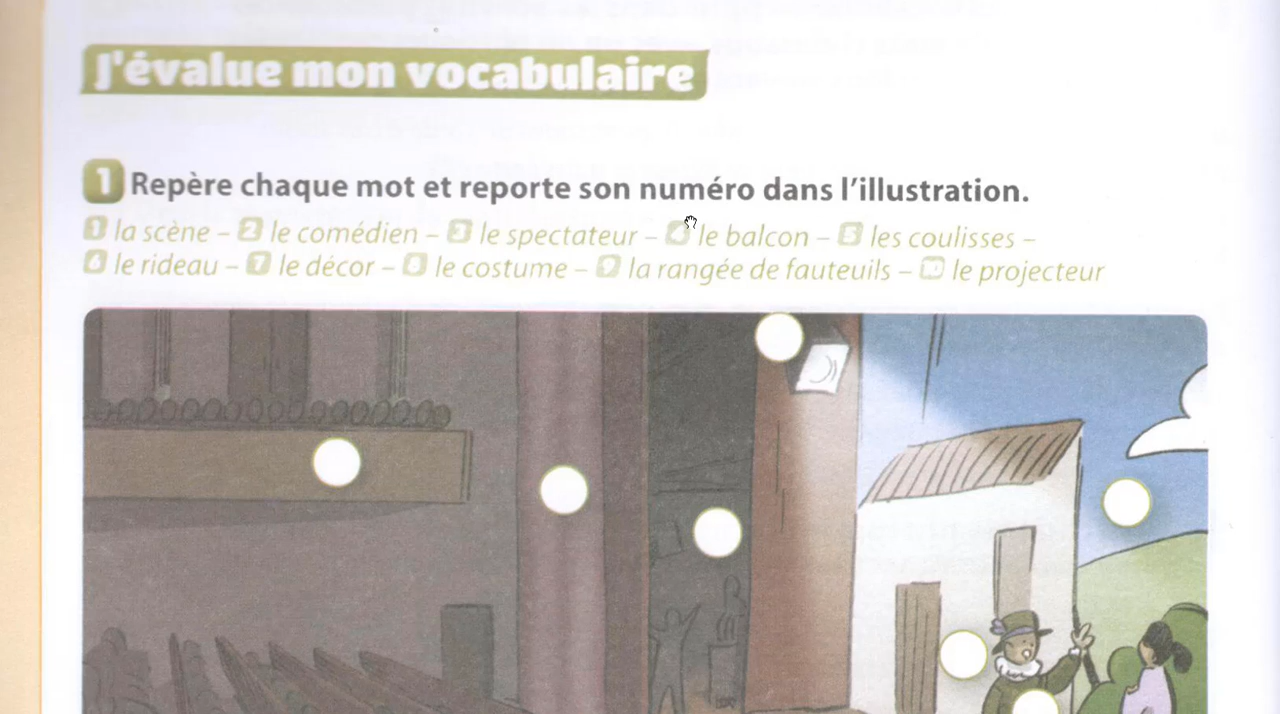 J'évalue mon vocabulaire
1 Repère chaque mot et reporte son numéro dans l'illustration.
1 la scène – 2 le comédien – 3 le spectateur – 4 le balcon – 5 les coulisses –
6 le rideau – 7 le décor – 8 le costume – 9 la rangée de fauteuils – 10 le projecteur